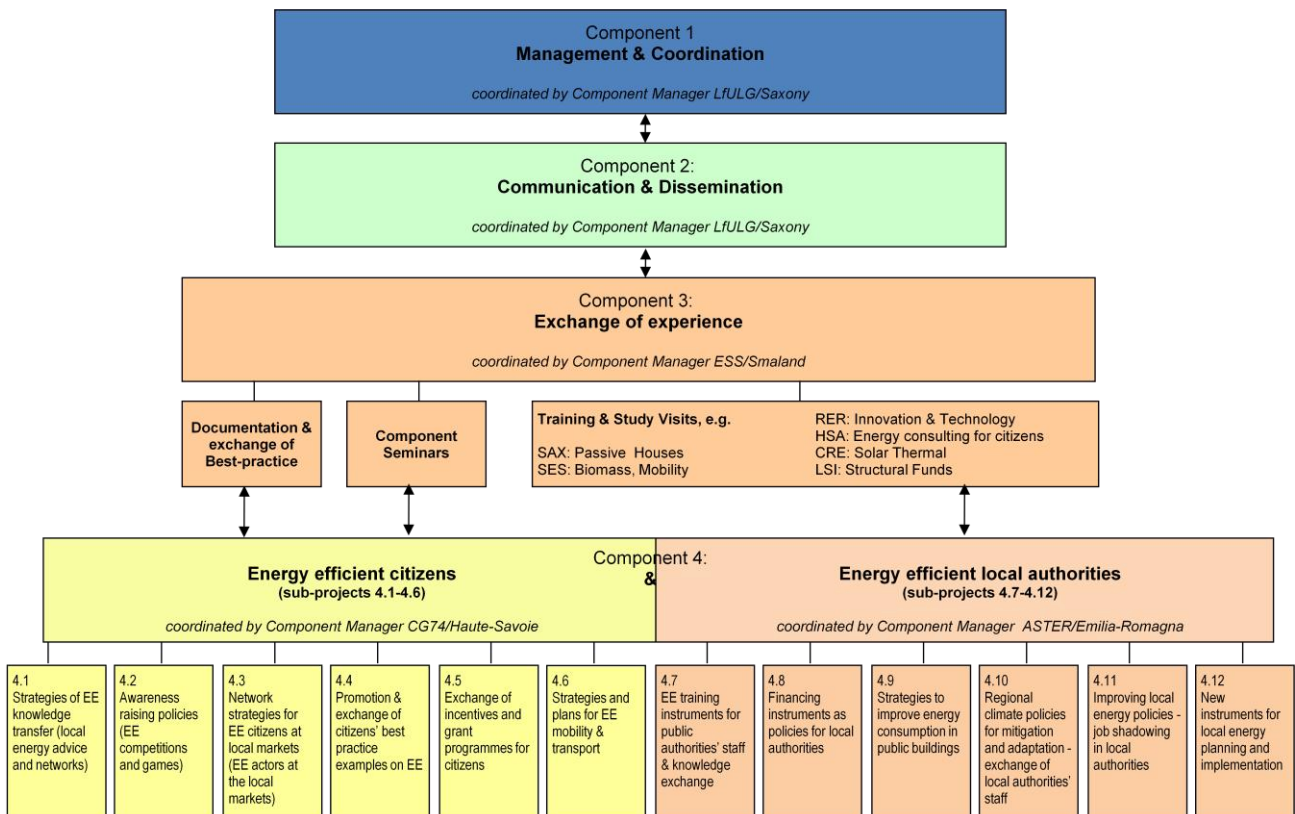 Component 1
Management & Coordination
coordinated by Component Manager LfULG/Saxony
Component 2:
Communication & Dissemination
coordinated by Component Manager LfULG/Saxony
Component 3:
Exchange of experience
coordinated by Component Manager ESS/Smaland
Documentation &
exchange of
Best-practice
Component
Seminars
Training & Study Visits, e.g.
SAX: Passive Houses
SES: Biomass, Mobility
RER: Innovation & Technology
HSA: Energy consulting for citizens
CRE: Solar Thermal
LSI: Structural Funds
Component 4:
&
Energy efficient citizens
(sub-projects 4.1-4.6)
coordinated by Component Manager CG74/Haute-Savoie
Energy efficient local authorities
(sub-projects 4.7-4.12)
coordinated by Component Manager ASTER/Emilia-Romagna
4.1
Strategies of EE
knowledge
transfer (local
energy advice
and networks)
4.2
Awareness
raising policies
(EE
competitions
and games)
4.3
Network
strategies for
EE citizens at
local markets
(EE actors at
the local
markets)
4.4
Promotion &
exchange of
citizens' best
practice
examples on EE
4.5
Exchange of
incentives and
grant
programmes for
citizens
4.6
Strategies and
plans for EE
mobility &
transport
4.7
EE training
instruments for
public
authorities' staff
& knowledge
exchange
4.8
Financing
instruments as
policies for local
authorities
4.9
Strategies to
improve energy
consumption in
public buildings
4.10
Regional
climate policies
for mitigation
and adaptation -
exchange of
local authorities'
staff
4.11
Improving local
energy policies -
job shadowing
in local
authorities
4.12
New
instruments for
local energy
planning and
implementation